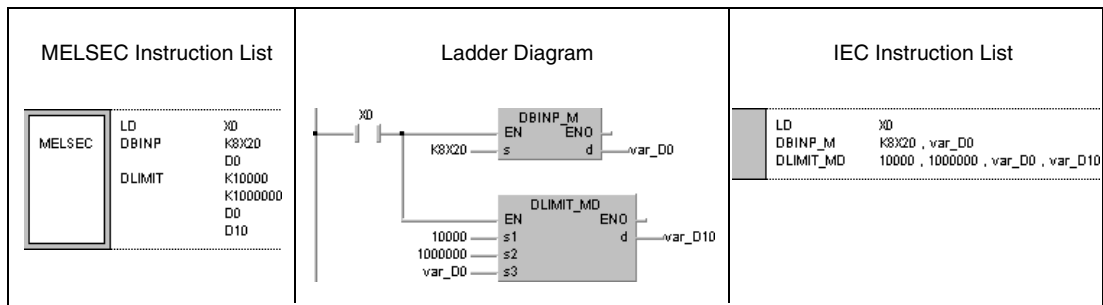 MELSEC Instruction List
MELSEC
LD X0
DBINP K8X20
D0
DLIMIT K10000
K1000000
D0
D10
Ladder Diagram
X0
DBINP_M
EN ENO
K8X20 s d var_D0
DLIMIT_MD
EN ENO
10000 s1 d var_D10
1000000 s2
var_D0 s3
IEC Instruction List
LD X0
DBINP_M K8X20 , var_D0
DLIMIT_MD 10000 , 1000000 , var_D0 , var_D10